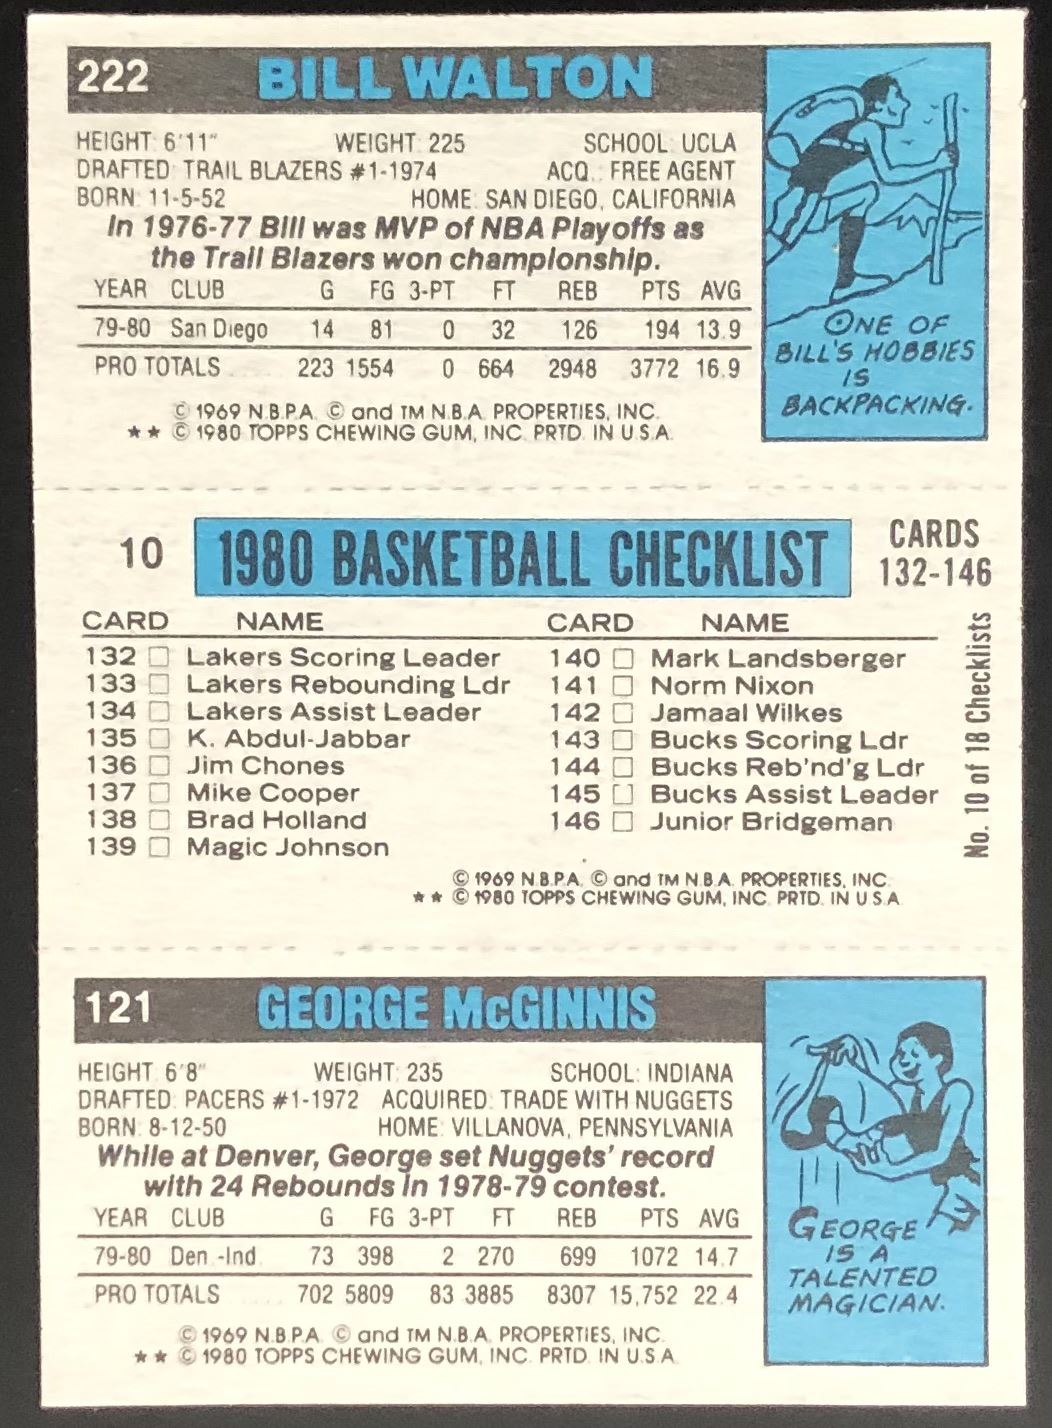 222 BILL WALTON
HEIGHT: 6'11" WEIGHT: 225 SCHOOL: UCLA
DRAFTED: TRAIL BLAZERS #1-1974 ACQ.: FREE AGENT
BORN: 11-5-52 HOME: SAN DIEGO, CALIFORNIA
In 1976-77 Bill was MVP of NBA Playoffs as
the Trail Blazers won championship.
YEAR CLUB G FG 3-PT FT REB PTS AVG
79-80 San Diego 14 81 0 32 126 194 13.9
PRO TOTALS 223 1554 0 664 2948 3772 16.9
© 1969 N.B.P.A. © and TM N.B.A. PROPERTIES, INC.
★★ © 1980 TOPPS CHEWING GUM, INC. PRTD. IN U.S.A.
ONE OF
BILL'S HOBBIES
IS
BACKPACKING.
10 1980 BASKETBALL CHECKLIST CARDS
132-146
CARD NAME CARD NAME
132 □ Lakers Scoring Leader 140 □ Mark Landsberger
133 □ Lakers Rebounding Ldr 141 □ Norm Nixon
134 □ Lakers Assist Leader 142 □ Jamaal Wilkes
135 □ K. Abdul-Jabbar 143 □ Bucks Scoring Ldr
136 □ Jim Chones 144 □ Bucks Reb'nd'g Ldr
137 □ Mike Cooper 145 □ Bucks Assist Leader
138 □ Brad Holland 146 □ Junior Bridgeman
139 □ Magic Johnson
No. 10 of 18 Checklists
© 1969 N.B.P.A. © and TM N.B.A. PROPERTIES, INC.
★★ © 1980 TOPPS CHEWING GUM, INC. PRTD. IN U.S.A.
121 GEORGE McGINNIS
HEIGHT: 6'8" WEIGHT: 235 SCHOOL: INDIANA
DRAFTED: PACERS #1-1972 ACQUIRED: TRADE WITH NUGGETS
BORN: 8-12-50 HOME: VILLANOVA, PENNSYLVANIA
While at Denver, George set Nuggets' record
with 24 Rebounds in 1978-79 contest.
YEAR CLUB G FG 3-PT FT REB PTS AVG
79-80 Den.-Ind. 73 398 2 270 699 1072 14.7
PRO TOTALS 702 5809 83 3885 8307 15,752 22.4
© 1969 N.B.P.A. © and TM N.B.A. PROPERTIES, INC.
★★ © 1980 TOPPS CHEWING GUM, INC. PRTD. IN U.S.A.
GEORGE
IS A
TALENTED
MAGICIAN.